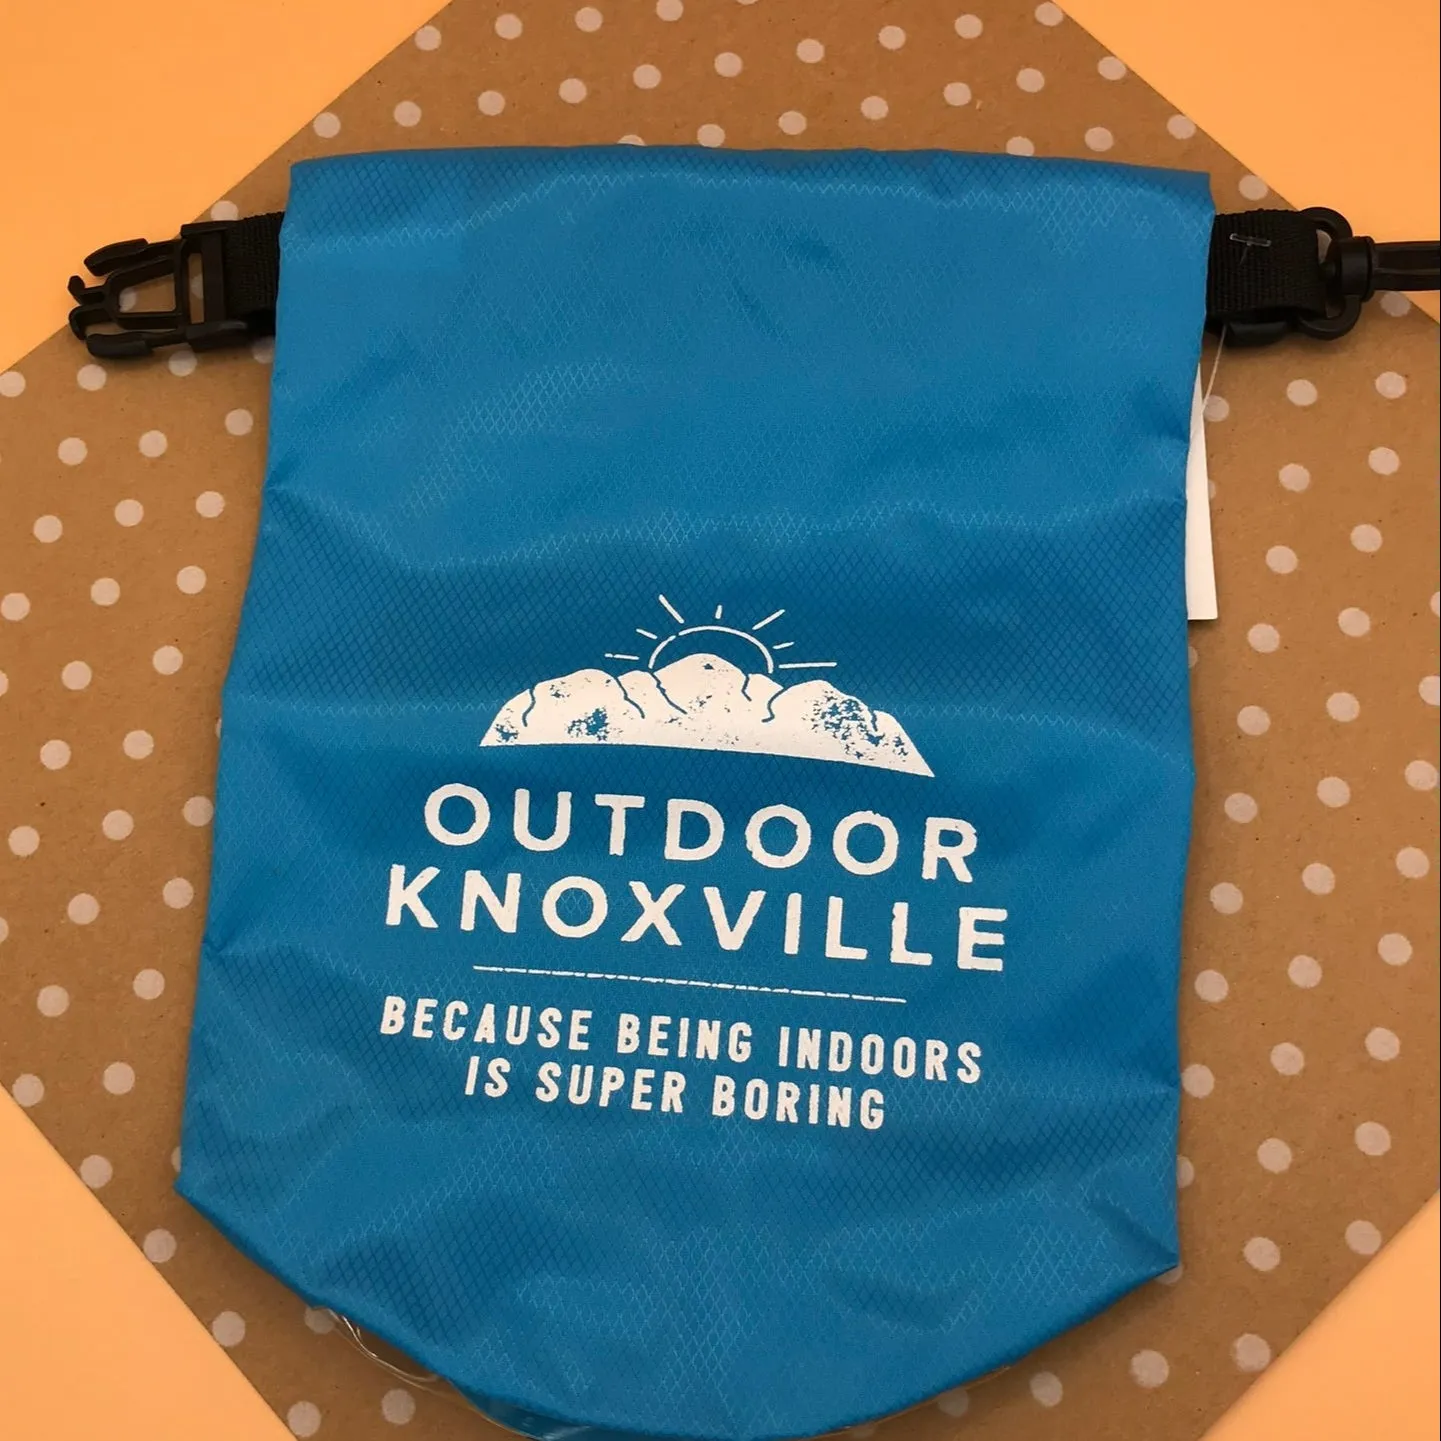 OUTDOOR
KNOXVILLE
BECAUSE BEING INDOORS
IS SUPER BORING